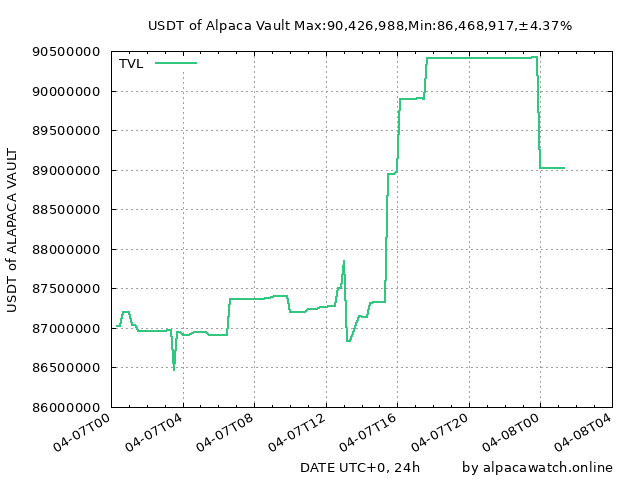 USDT of Alpaca Vault Max:90,426,988,Min:86,468,917,±4.37%
90500000
TVL
90000000
89500000
89000000
88500000
88000000
87500000
87000000
86500000
86000000
USDT of ALAPACA VAULT
04-07T00 04-07T04 04-07T08 04-07T12 04-07T16 04-07T20 04-08T00 04-08T04
DATE UTC+0, 24h by alpacawatch.online